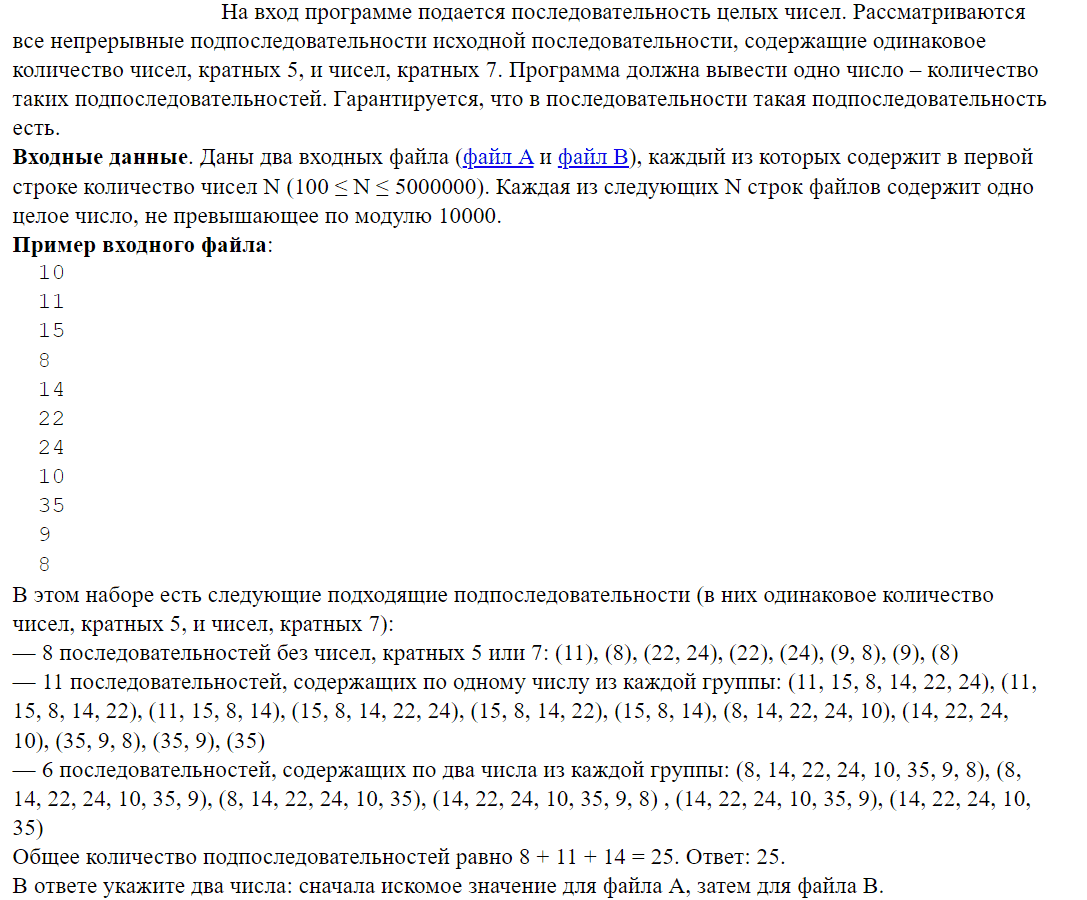 На вход программе подается последовательность целых чисел. Рассматриваются
все непрерывные подпоследовательности исходной последовательности, содержащие одинаковое
количество чисел, кратных 5, и чисел, кратных 7. Программа должна вывести одно число – количество
таких подпоследовательностей. Гарантируется, что в последовательности такая подпоследовательность
есть.
Входные данные. Даны два входных файла (файл A и файл B), каждый из которых содержит в первой
строке количество чисел N (100 ≤ N ≤ 5000000). Каждая из следующих N строк файлов содержит одно
целое число, не превышающее по модулю 10000.
Пример входного файла:
10
11
15
8
14
22
24
10
35
9
8
В этом наборе есть следующие подходящие подпоследовательности (в них одинаковое количество
чисел, кратных 5, и чисел, кратных 7):
— 8 последовательностей без чисел, кратных 5 или 7: (11), (8), (22, 24), (22), (24), (9, 8), (9), (8)
— 11 последовательностей, содержащих по одному числу из каждой группы: (11, 15, 8, 14, 22, 24), (11,
15, 8, 14, 22), (11, 15, 8, 14), (15, 8, 14, 22, 24), (15, 8, 14, 22), (15, 8, 14), (8, 14, 22, 24, 10), (14, 22, 24,
10), (35, 9, 8), (35, 9), (35)
— 6 последовательностей, содержащих по два числа из каждой группы: (8, 14, 22, 24, 10, 35, 9, 8), (8,
14, 22, 24, 10, 35, 9), (8, 14, 22, 24, 10, 35), (14, 22, 24, 10, 35, 9, 8) , (14, 22, 24, 10, 35, 9), (14, 22, 24, 10,
35)
Общее количество подпоследовательностей равно 8 + 11 + 14 = 25. Ответ: 25.
В ответе укажите два числа: сначала искомое значение для файла А, затем для файла B.